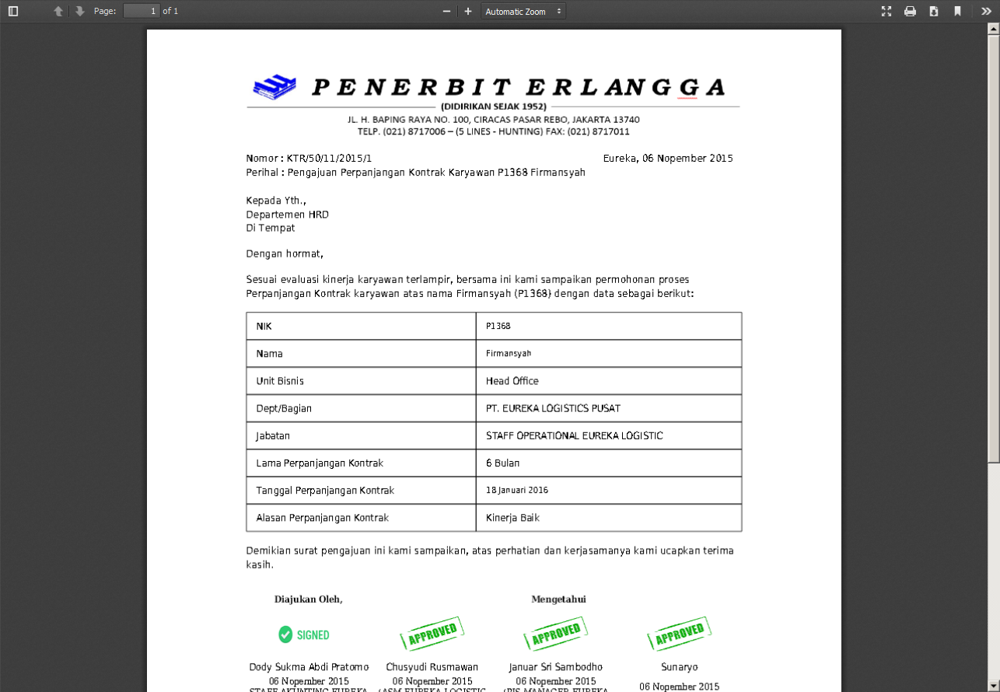 Page: 1 of 1 Automatic Zoom
PENERBIT ERLANGGA
(DIDIRIKAN SEJAK 1952)
JL. H. BAPING RAYA NO. 100, CIRACAS PASAR REBO, JAKARTA 13740
TELP. (021) 8717006 – (5 LINES - HUNTING) FAX: (021) 8717011
Nomor : KTR/50/11/2015/1 Eureka, 06 Nopember 2015
Perihal : Pengajuan Perpanjangan Kontrak Karyawan P1368 Firmansyah
Kepada Yth.,
Departemen HRD
Di Tempat
Dengan hormat,
Sesuai evaluasi kinerja karyawan terlampir, bersama ini kami sampaikan permohonan proses
Perpanjangan Kontrak karyawan atas nama Firmansyah (P1368) dengan data sebagai berikut:
NIK P1368
Nama Firmansyah
Unit Bisnis Head Office
Dept/Bagian PT. EUREKA LOGISTICS PUSAT
Jabatan STAFF OPERATIONAL EUREKA LOGISTIC
Lama Perpanjangan Kontrak 6 Bulan
Tanggal Perpanjangan Kontrak 18 Januari 2016
Alasan Perpanjangan Kontrak Kinerja Baik
Demikian surat pengajuan ini kami sampaikan, atas perhatian dan kerjasamanya kami ucapkan terima
kasih.
Diajukan Oleh, Mengetahui
SIGNED APPROVED APPROVED APPROVED
Dody Sukma Abdi Pratomo Chusyudi Rusmawan Januar Sri Sambodho Sunaryo
06 Nopember 2015 06 Nopember 2015 06 Nopember 2015 06 Nopember 2015
STAFF AKUNTING EUREKA (ASM EUREKA LOGISTIC (BIS MANAGER EUREKA